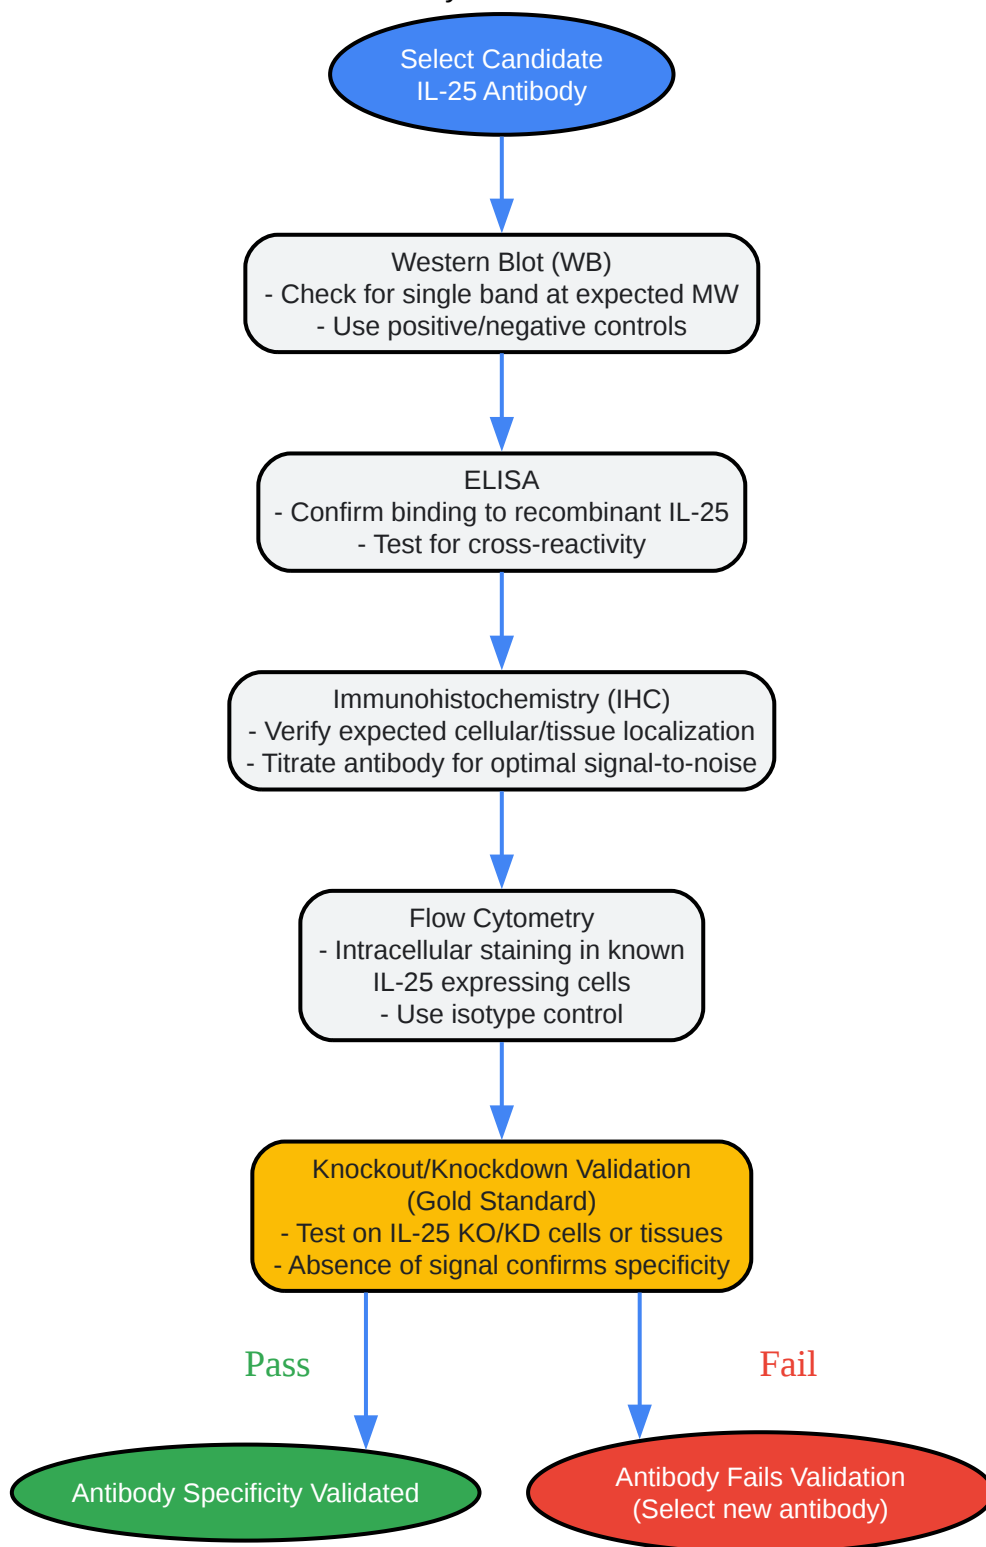 Select Candidate
IL-25 Antibody
Western Blot (WB)
- Check for single band at expected MW
- Use positive/negative controls
ELISA
- Confirm binding to recombinant IL-25
- Test for cross-reactivity
Immunohistochemistry (IHC)
- Verify expected cellular/tissue localization
- Titrate antibody for optimal signal-to-noise
Flow Cytometry
- Intracellular staining in known
IL-25 expressing cells
- Use isotype control
Knockout/Knockdown Validation
(Gold Standard)
- Test on IL-25 KO/KD cells or tissues
- Absence of signal confirms specificity
Pass
Fail
Antibody Specificity Validated
Antibody Fails Validation
(Select new antibody)